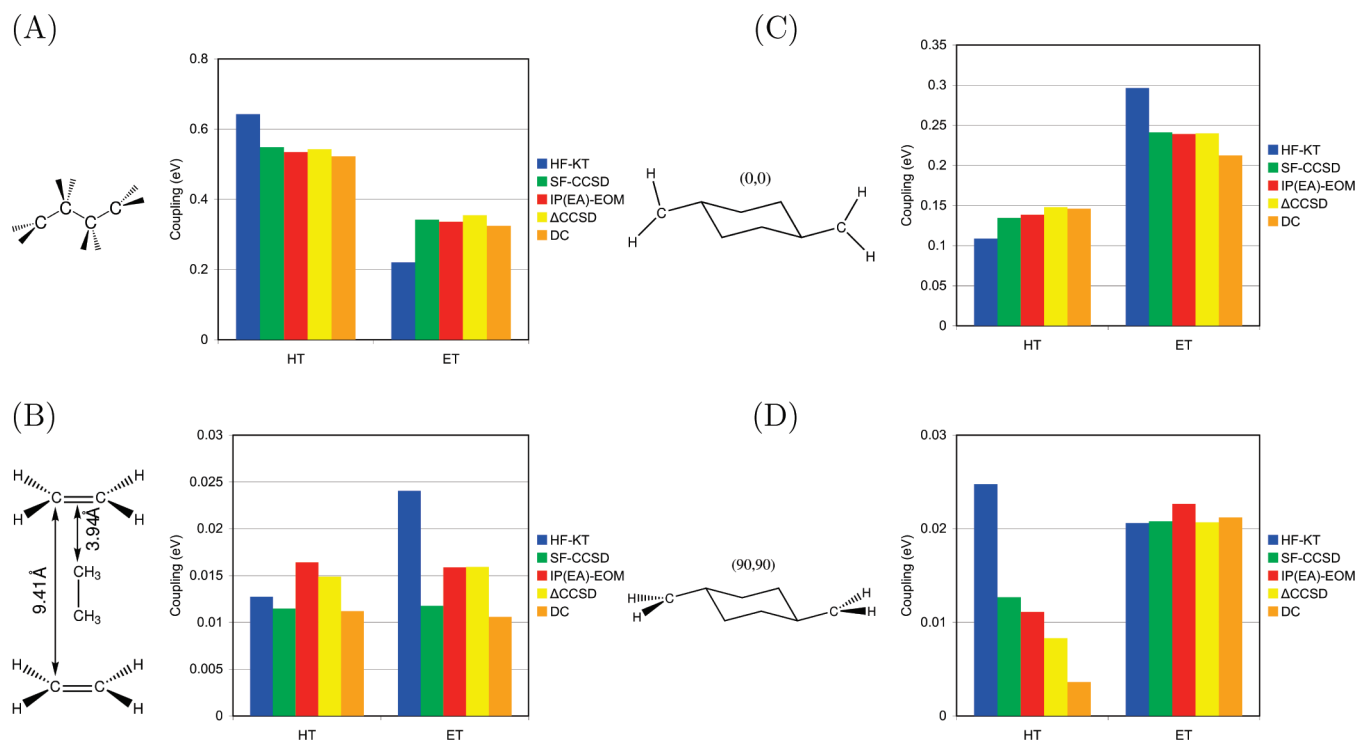 (A)
0.8
0.6
0.4
0.2
0
Coupling (eV)
HT
ET
HF-KT
SF-CCSD
IP(EA)-EOM
ΔCCSD
DC
C
C
C
C
(C)
0.35
0.3
0.25
0.2
0.15
0.1
0.05
0
Coupling (eV)
HT
ET
HF-KT
SF-CCSD
IP(EA)-EOM
ΔCCSD
DC
(0,0)
H
C
H
H
C
H
(B)
H
H
C
C
H
H
3.94Å
9.41Å
CH3
CH3
H
H
C
C
H
H
0.03
0.025
0.02
0.015
0.01
0.005
0
Coupling (eV)
HT
ET
HF-KT
SF-CCSD
IP(EA)-EOM
ΔCCSD
DC
(D)
(90,90)
H
C
H
H
C
H
0.03
0.02
0.01
0
Coupling (eV)
HT
ET
HF-KT
SF-CCSD
IP(EA)-EOM
ΔCCSD
DC